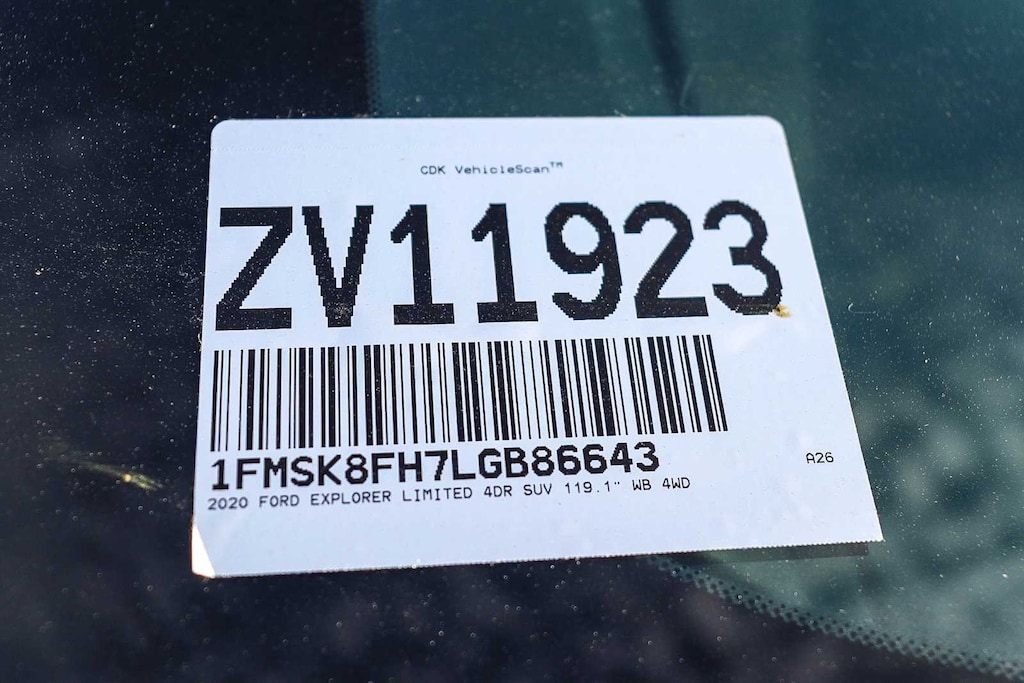 CDK VehicleScan™
ZV11923
1FMSK8FH7LGB86643
A26
2020 FORD EXPLORER LIMITED 4DR SUV 119.1" WB 4WD